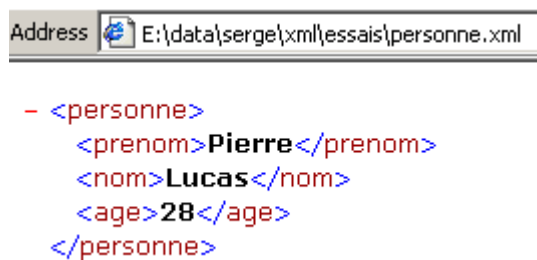 Address E:\data\serge\xml\essais\personne.xml
- <personne>
<prenom>Pierre</prenom>
<nom>Lucas</nom>
<age>28</age>
</personne>